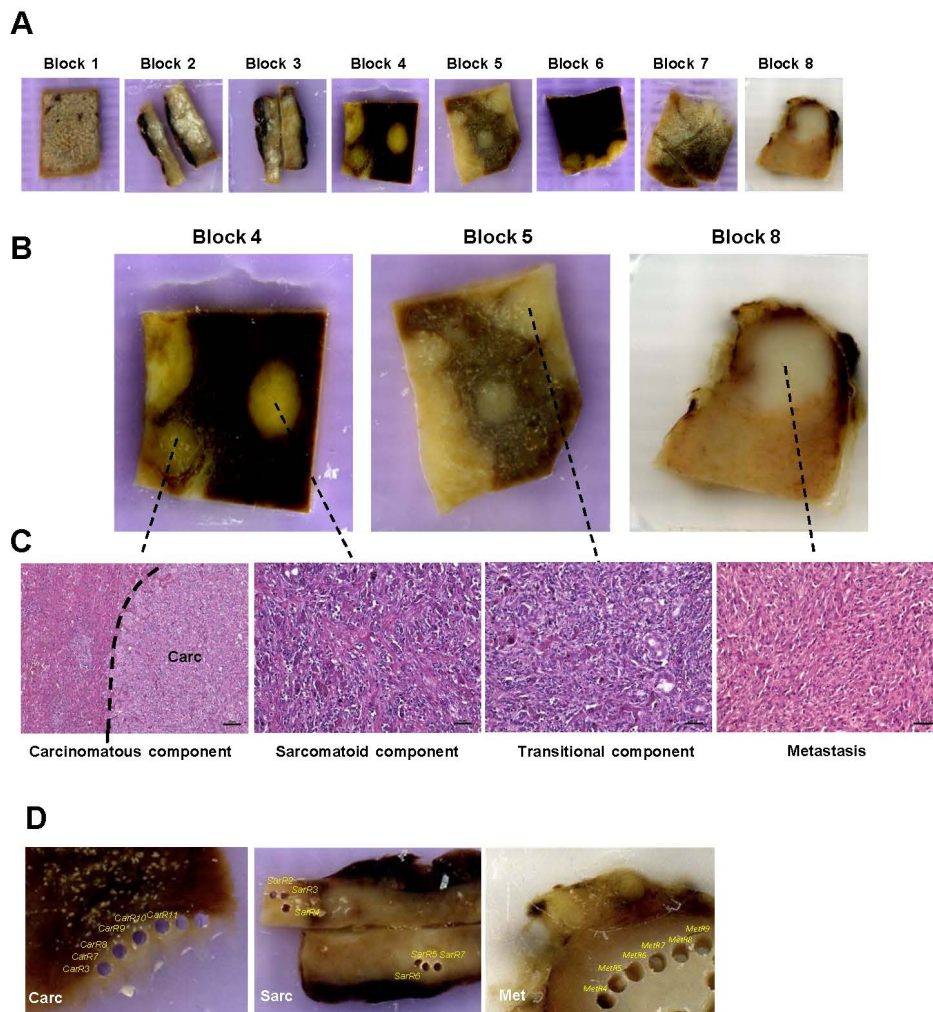 A
Block 1 Block 2 Block 3 Block 4 Block 5 Block 6 Block 7 Block 8
B
Block 4 Block 5 Block 8
C
Carc
Carcinomatous component Sarcomatoid component Transitional component Metastasis
D
CarR10 CarR11
CarR9
CarR8
CarR7
CarR3
Carc
SarR2
SarR3
SarR4
SarR5 SarR7
SarR6
Sarc
MetR9
MetR8
MetR7
MetR6
MetR5
MetR4
Met